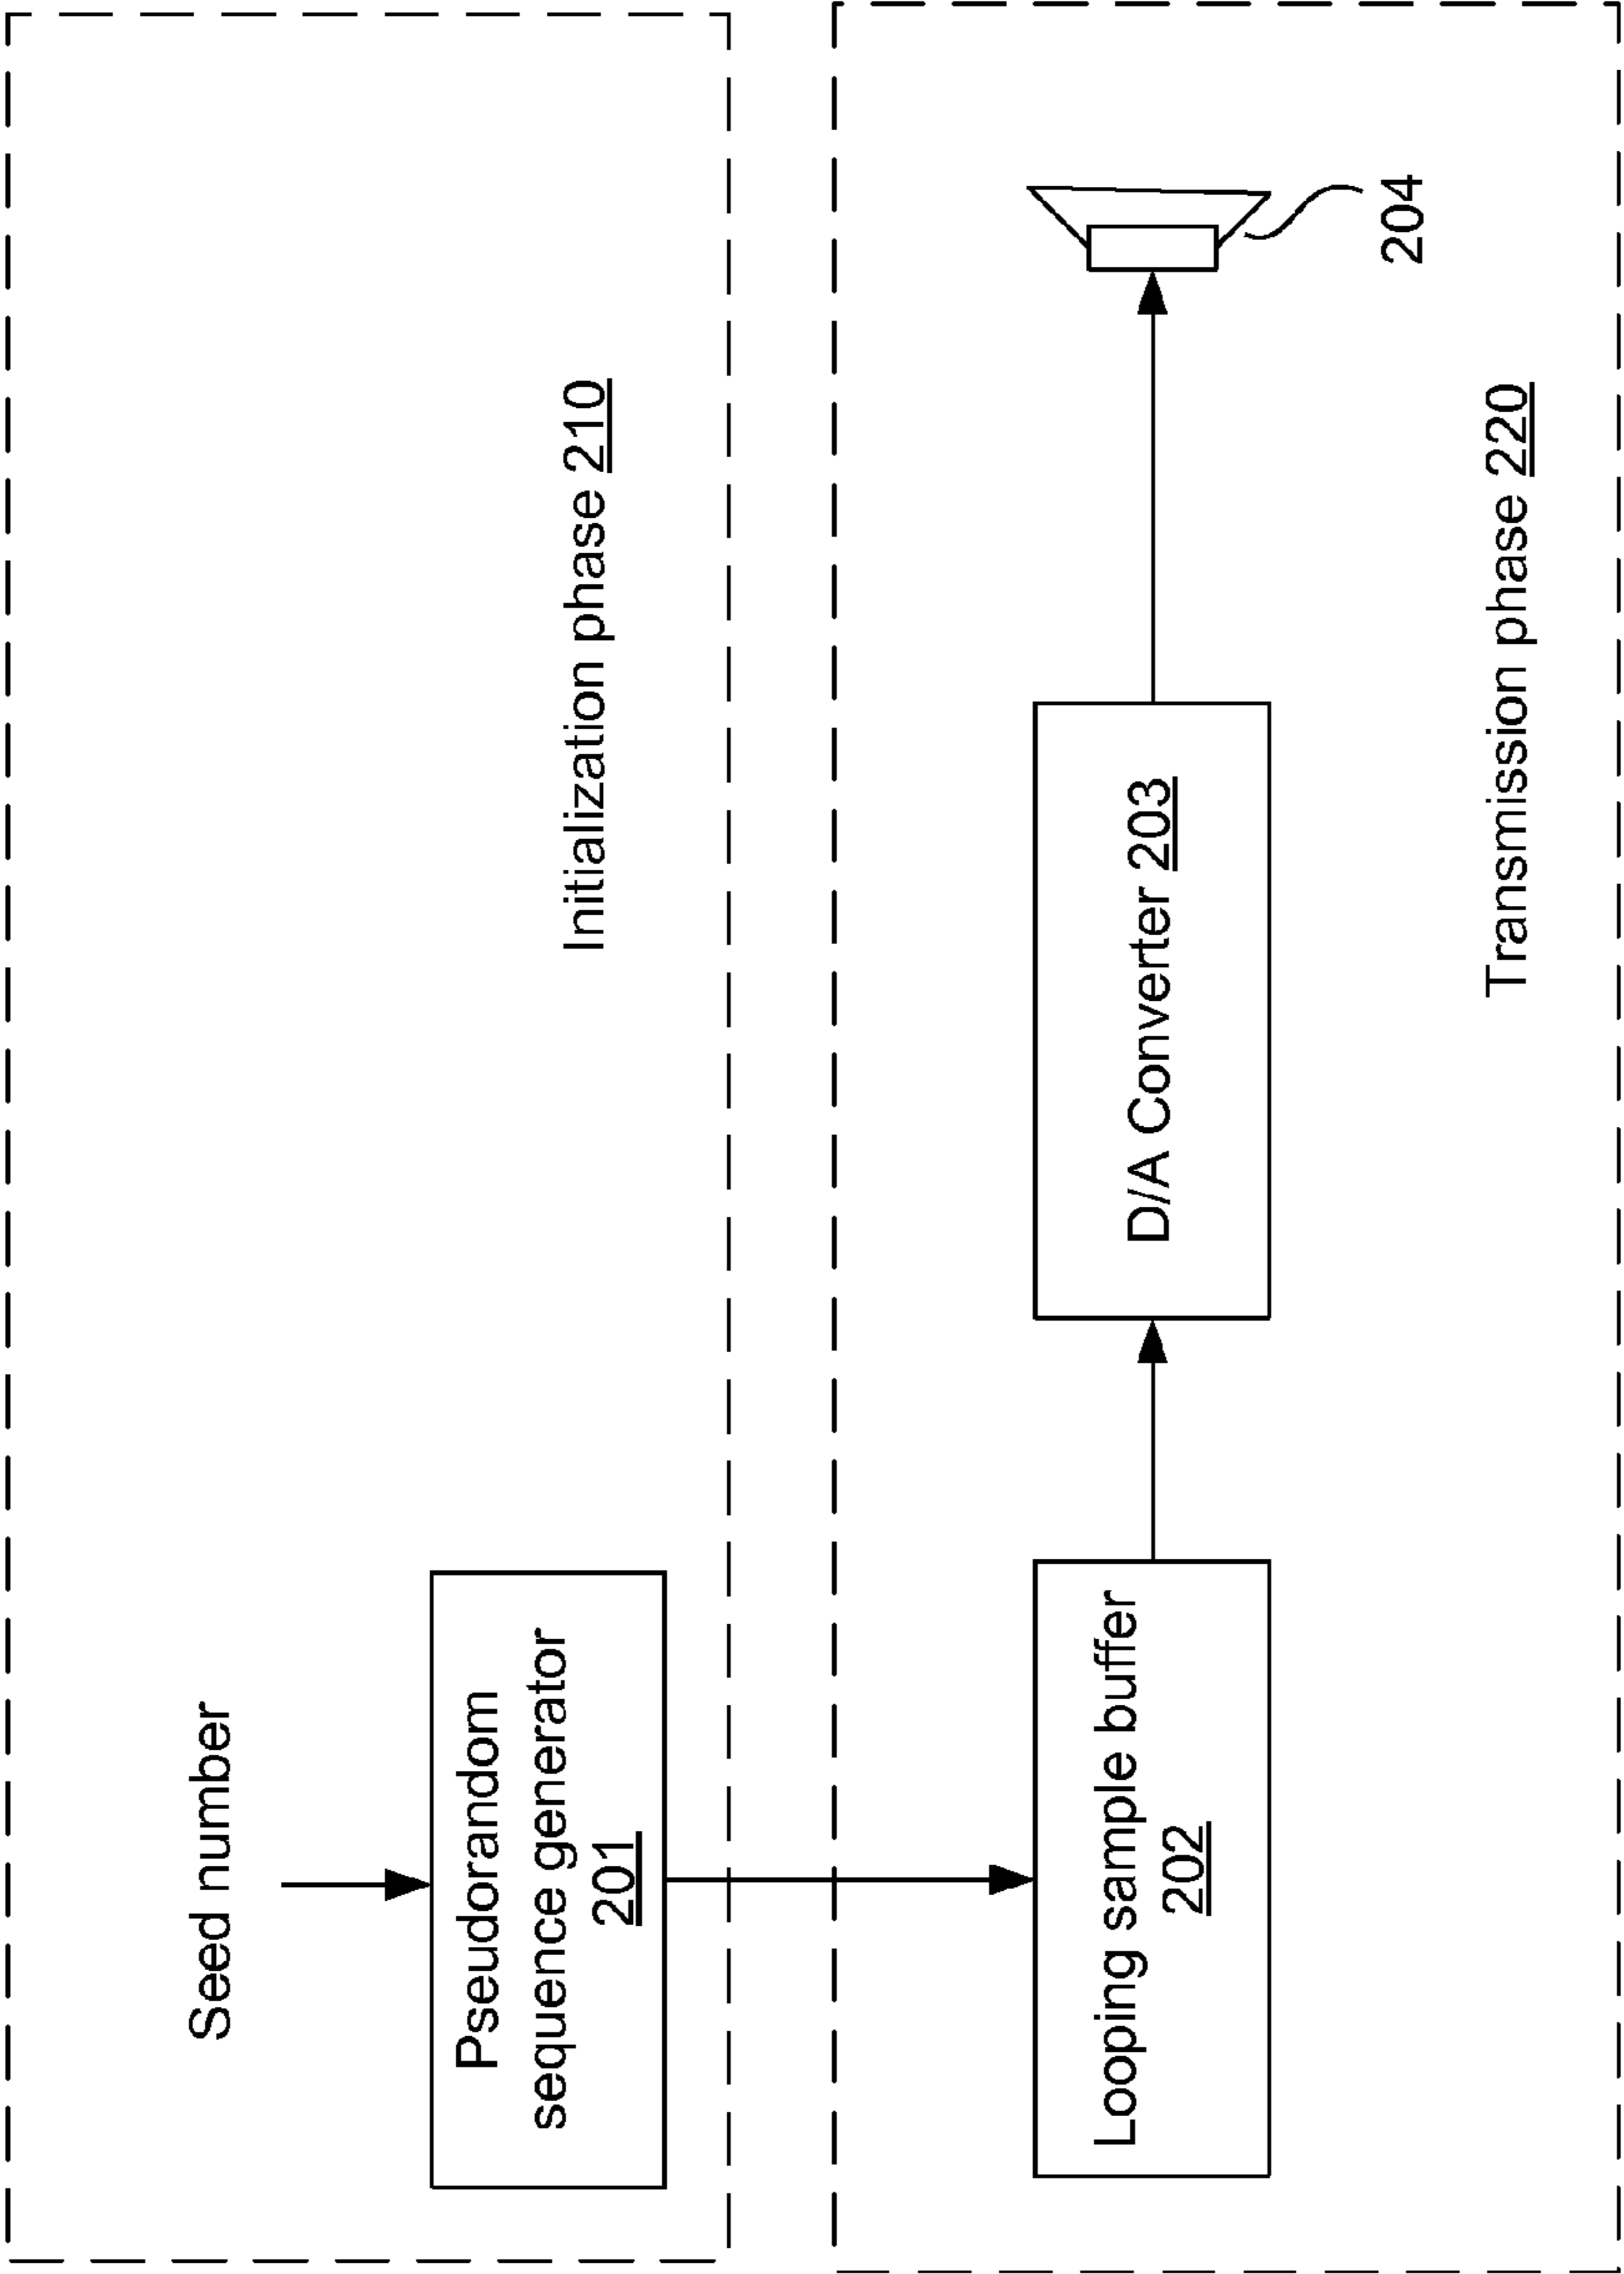 Seed number
Pseudorandom
sequence generator
201
Initialization phase 210
Looping sample buffer
202
D/A Converter 203
204
Transmission phase 220